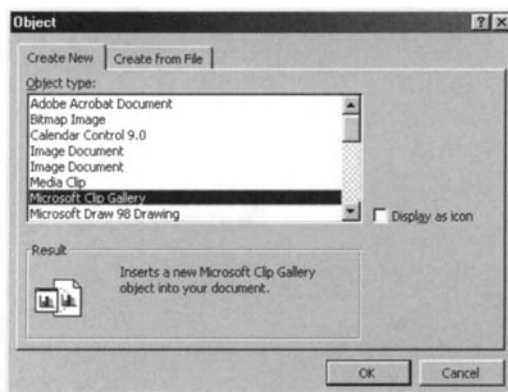 Object
Create New
Create from File
Object type:
Adobe Acrobat Document
Bitmap Image
Calendar Control 9.0
Image Document
Image Document
Media Clip
Microsoft Clip Gallery
Microsoft Draw 98 Drawing
Display as icon
Result
Inserts a new Microsoft Clip Gallery
object into your document.
OK
Cancel